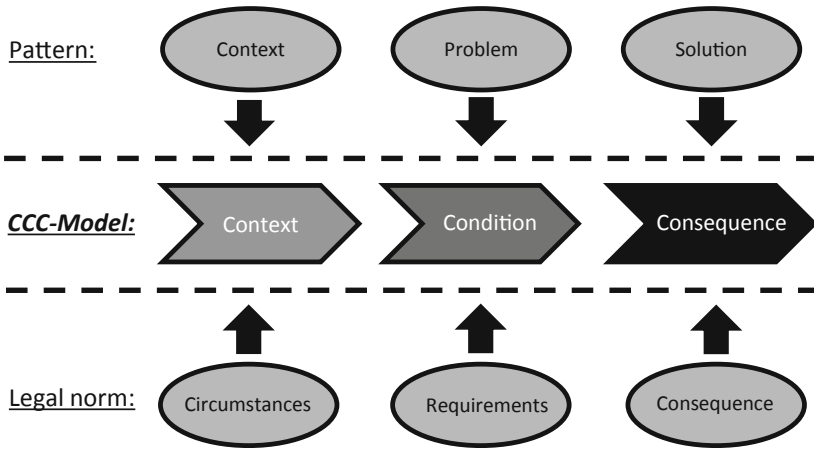 Pattern: Context Problem Solution
CCC-Model: Context Condition Consequence
Legal norm: Circumstances Requirements Consequence